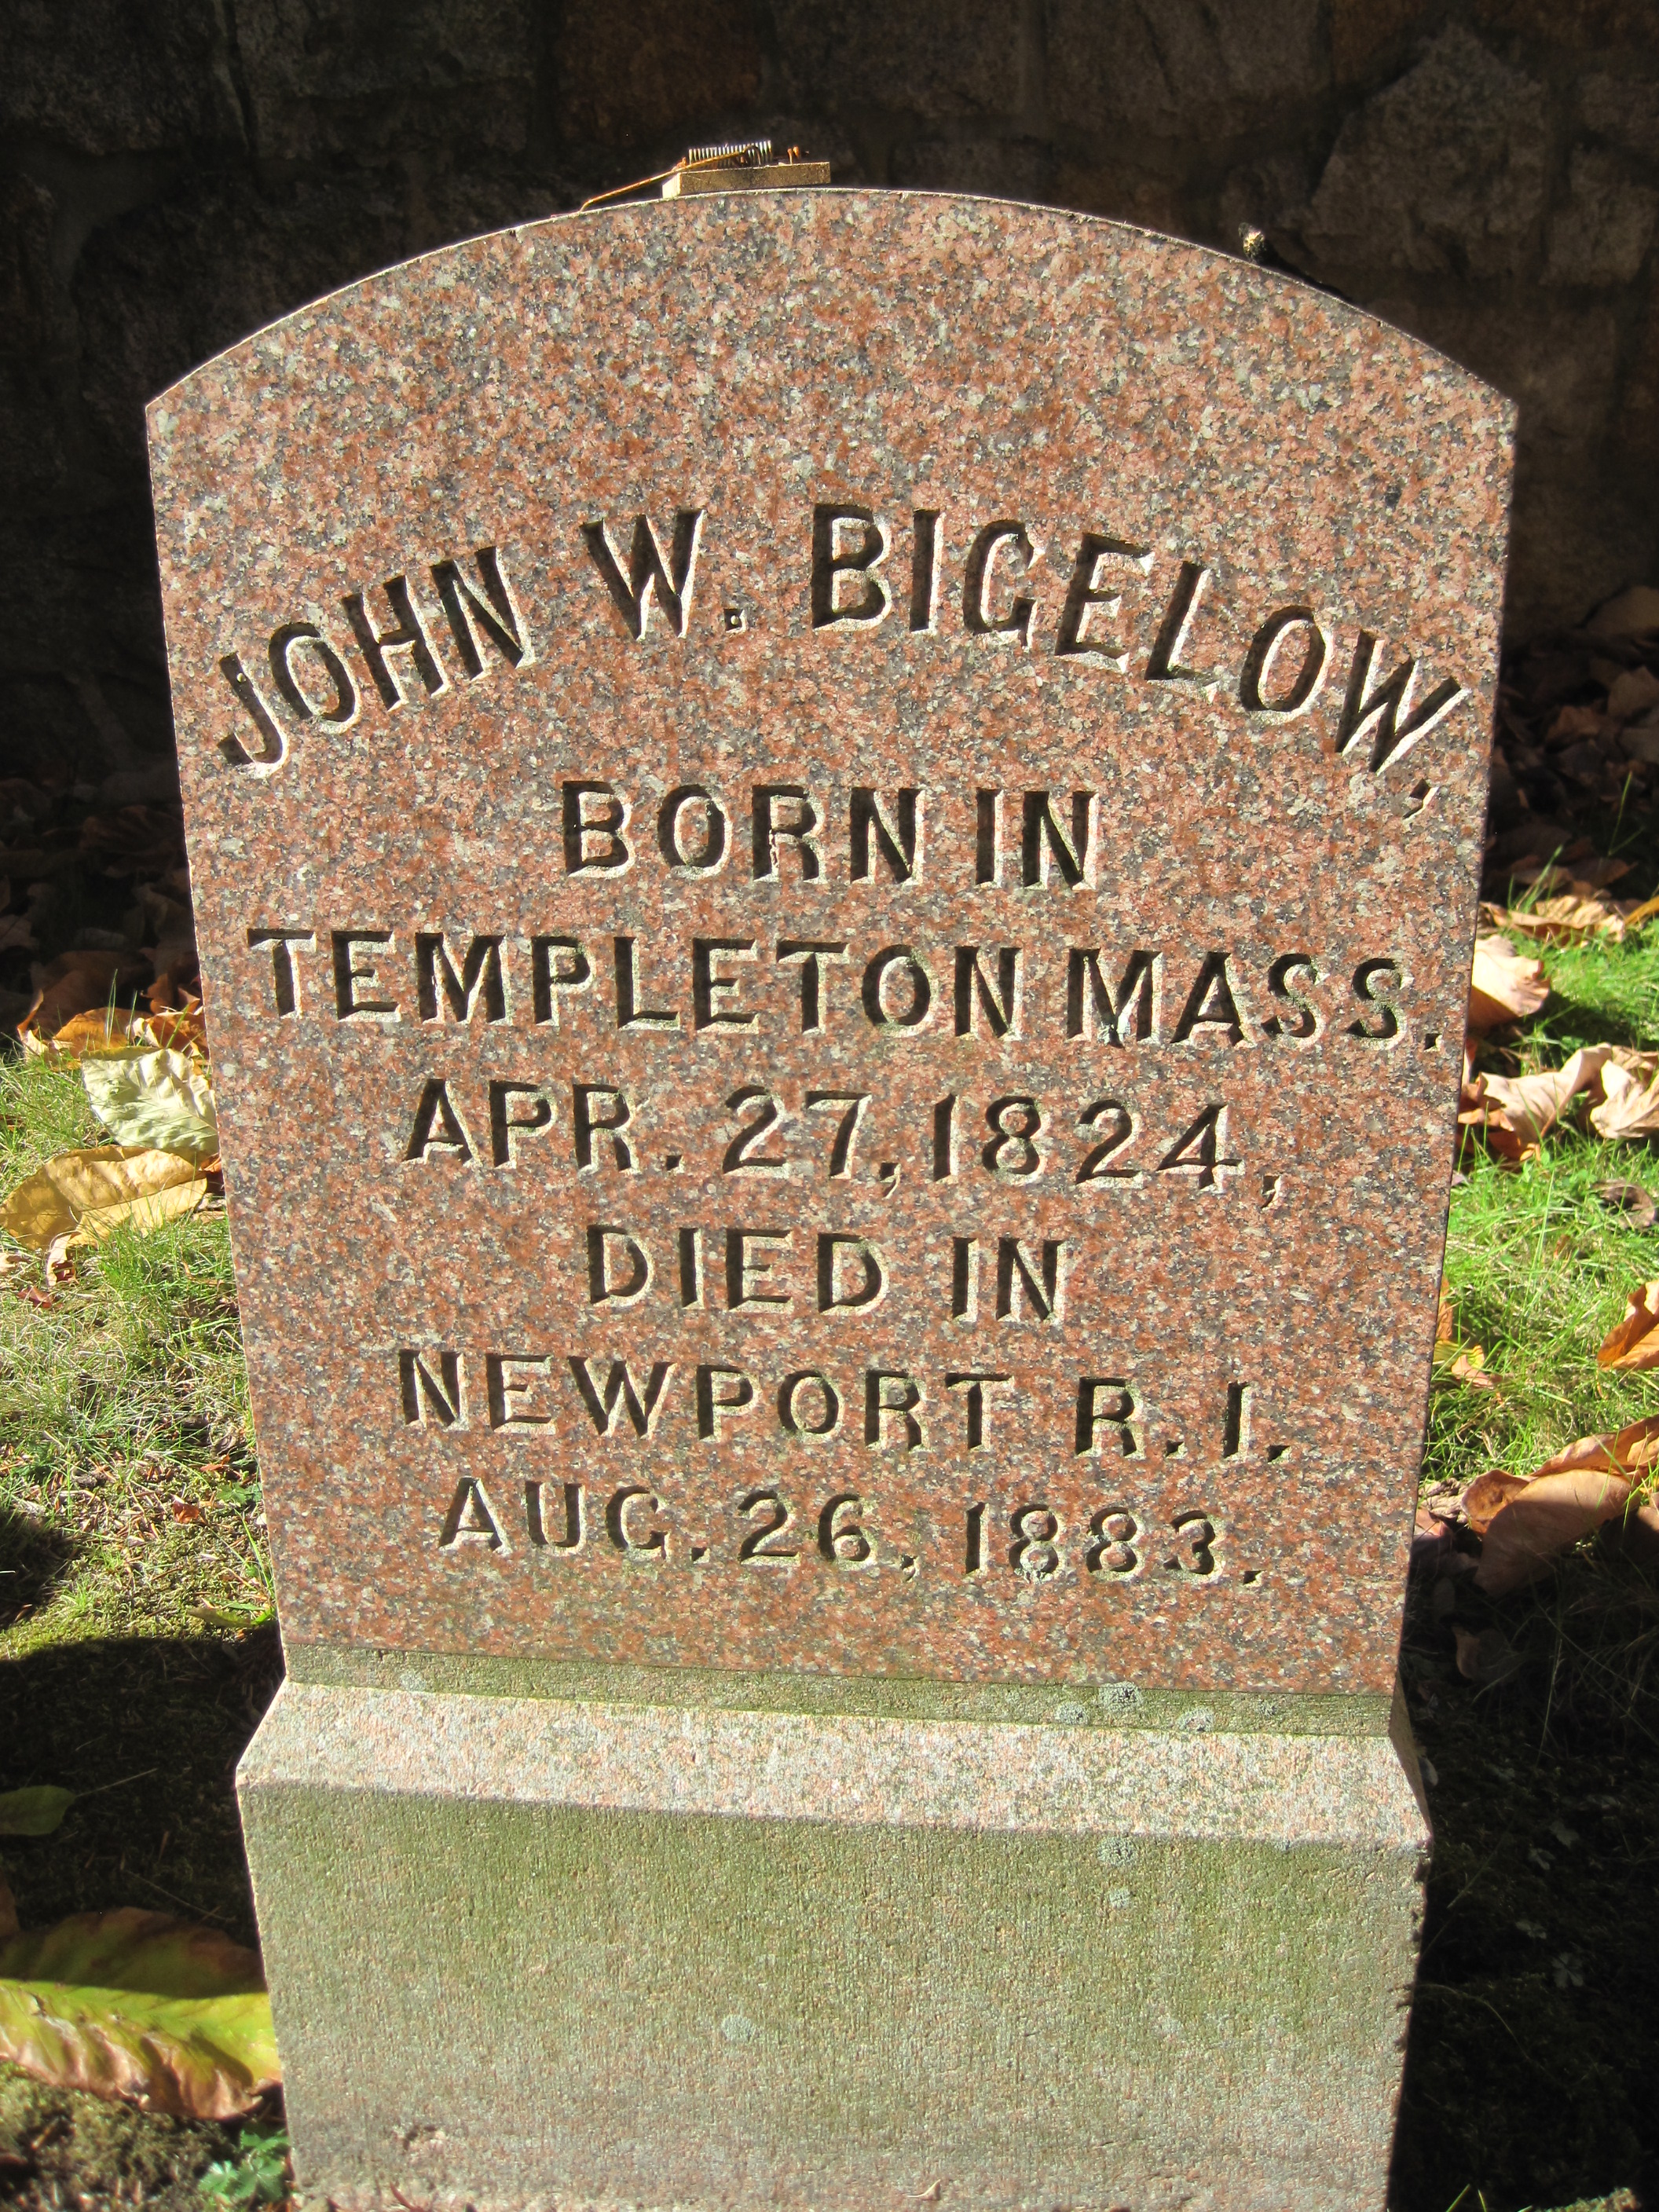 JOHN W. BIGELOW,
BORN IN
TEMPLETON MASS.
APR. 27, 1824,
DIED IN
NEWPORT R. I.
AUG. 26, 1883.